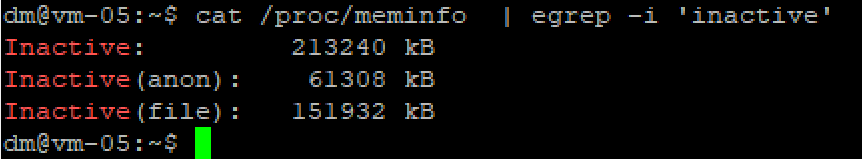 dm@vm-05:~$ cat /proc/meminfo  | egrep -i 'inactive'
Inactive:         213240 kB
Inactive(anon):    61308 kB
Inactive(file):   151932 kB
dm@vm-05:~$